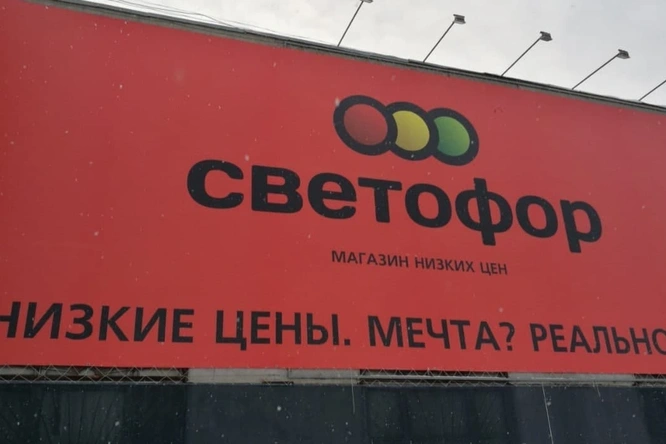 светофор
МАГАЗИН НИЗКИХ ЦЕН
НИЗКИЕ ЦЕНЫ. МЕЧТА? РЕАЛЬНО